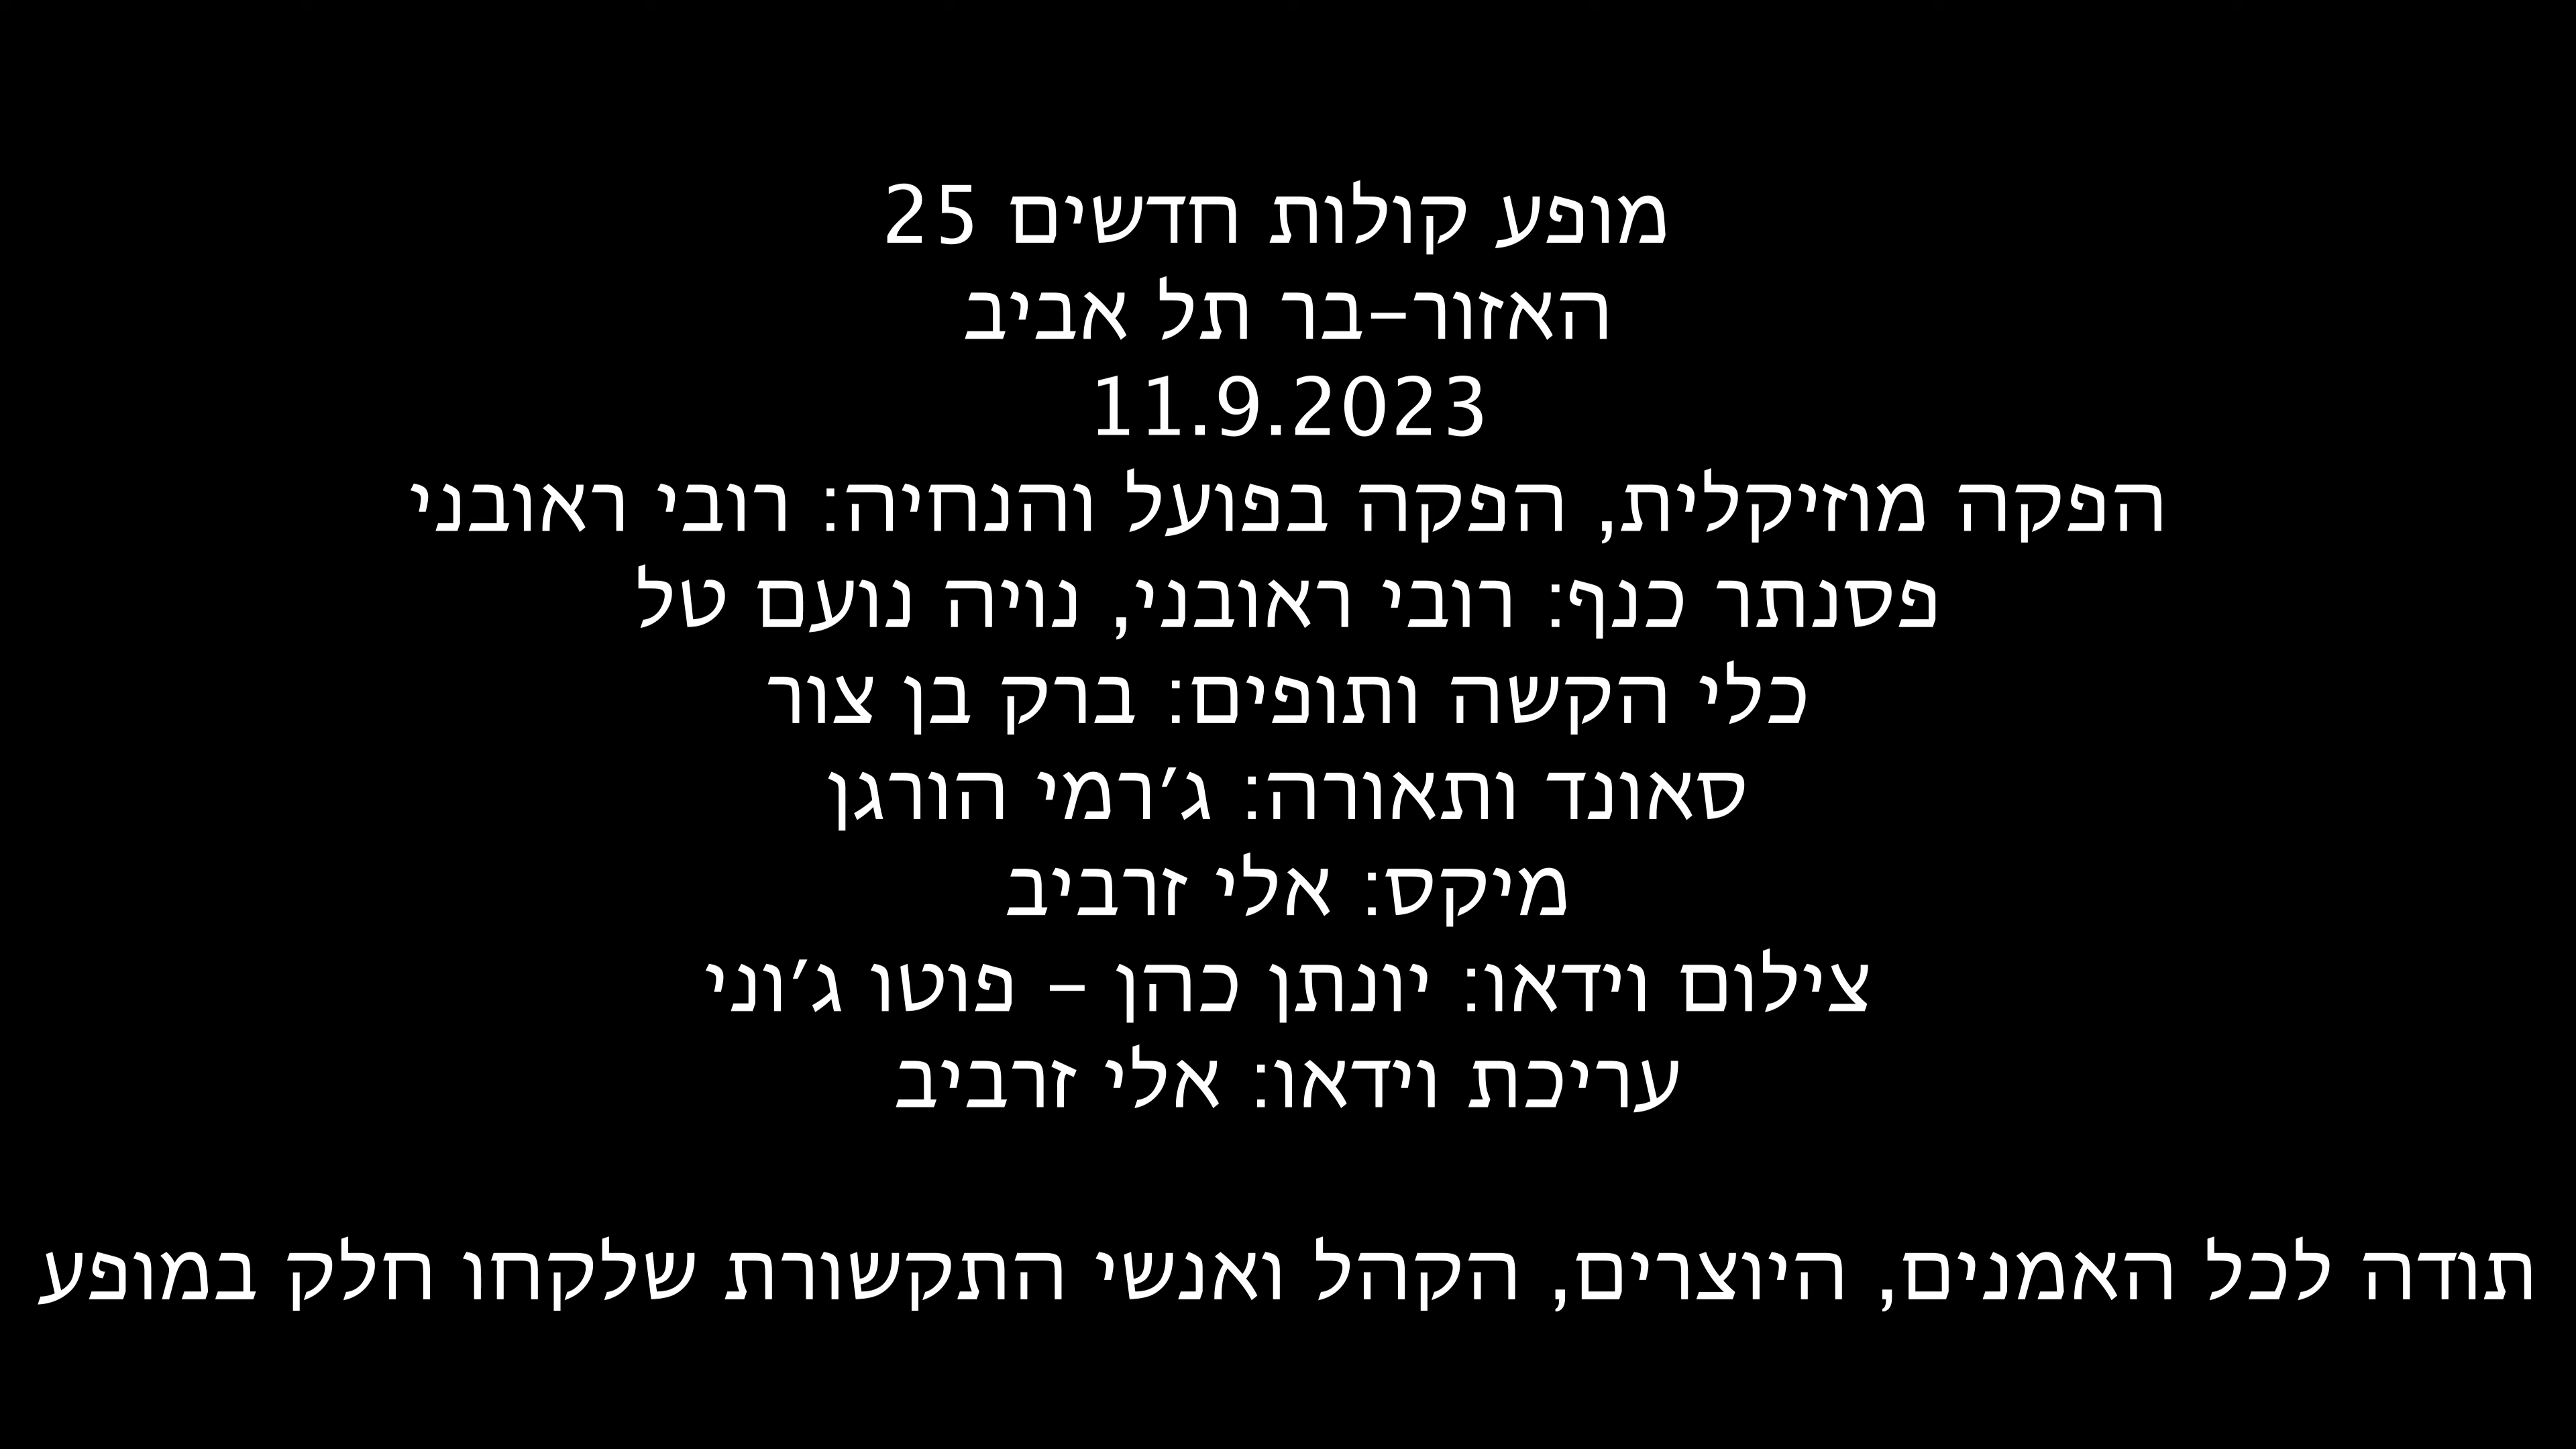 מופע קולות חדשים 25
האזור-בר תל אביב
11.9.2023
הפקה מוזיקלית, הפקה בפועל והנחיה: רובי ראובני
פסנתר כנף: רובי ראובני, נויה נועם טל
כלי הקשה ותופים: ברק בן צור
סאונד ותאורה: ג'רמי הורגן
מיקס: אלי זרביב
צילום וידאו: יונתן כהן - פוטו ג'וני
עריכת וידאו: אלי זרביב
תודה לכל האמנים, היוצרים, הקהל ואנשי התקשורת שלקחו חלק במופע